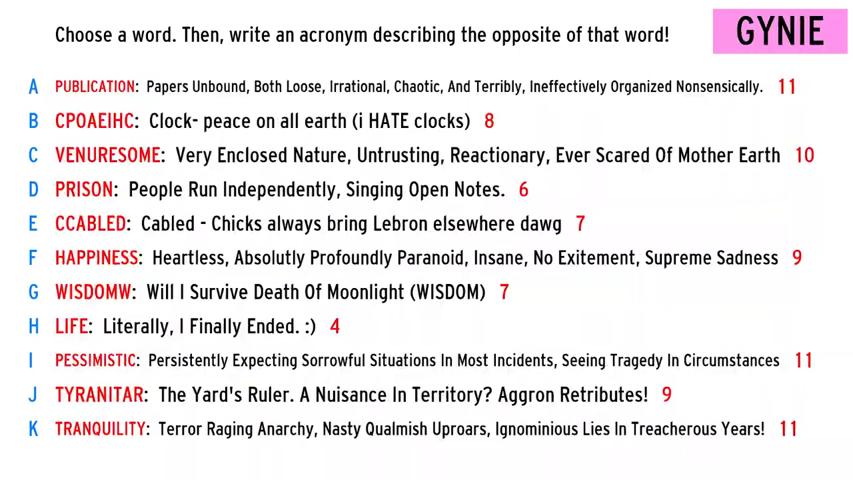 Choose a word. Then, write an acronym describing the opposite of that word!
GYNIE
A PUBLICATION: Papers Unbound, Both Loose, Irrational, Chaotic, And Terribly, Ineffectively Organized Nonsensically. 11
B CPOAEIHC: Clock- peace on all earth (i HATE clocks) 8
C VENURESOME: Very Enclosed Nature, Untrusting, Reactionary, Ever Scared Of Mother Earth 10
D PRISON: People Run Independently, Singing Open Notes. 6
E CCABLED: Cabled - Chicks always bring Lebron elsewhere dawg 7
F HAPPINESS: Heartless, Absolutly Profoundly Paranoid, Insane, No Exitement, Supreme Sadness 9
G WISDOMW: Will I Survive Death Of Moonlight (WISDOM) 7
H LIFE: Literally, I Finally Ended. :) 4
I PESSIMISTIC: Persistently Expecting Sorrowful Situations In Most Incidents, Seeing Tragedy In Circumstances 11
J TYRANITAR: The Yard's Ruler. A Nuisance In Territory? Aggron Retributes! 9
K TRANQUILITY: Terror Raging Anarchy, Nasty Qualmish Uproars, Ignominious Lies In Treacherous Years! 11